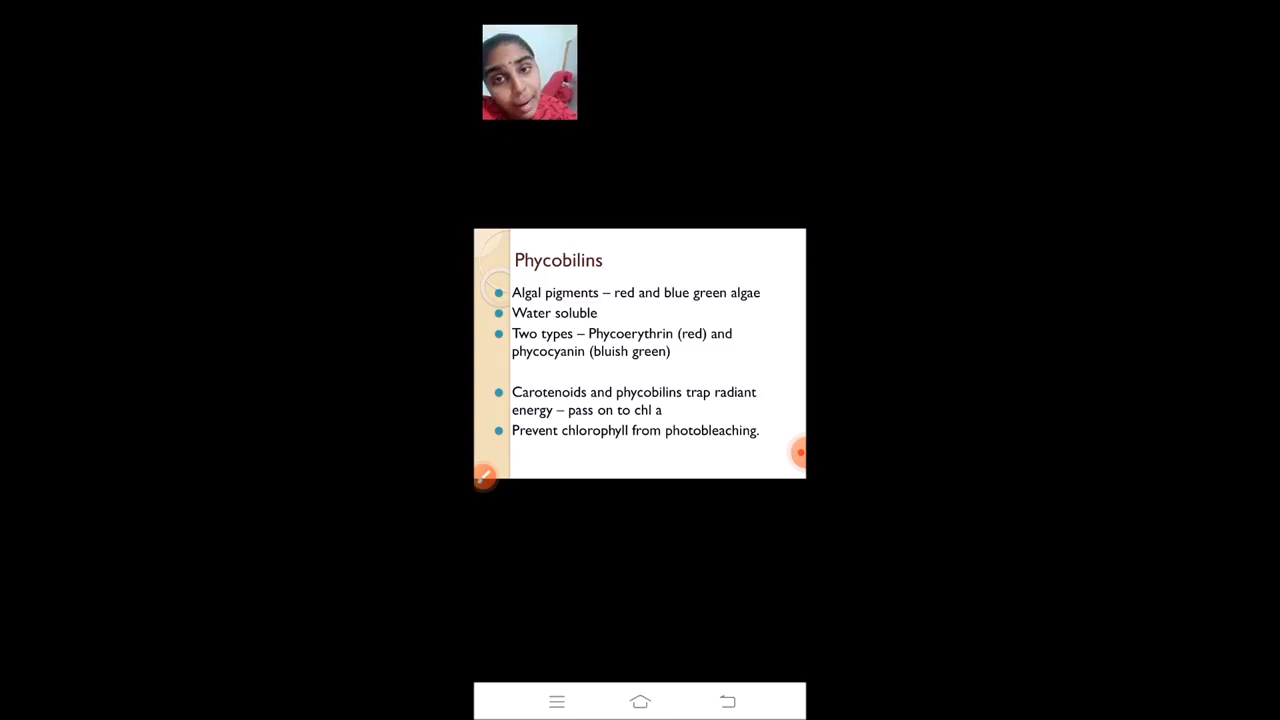 Phycobilins
Algal pigments – red and blue green algae
Water soluble
Two types – Phycoerythrin (red) and
phycocyanin (bluish green)
Carotenoids and phycobilins trap radiant
energy – pass on to chl a
Prevent chlorophyll from photobleaching.